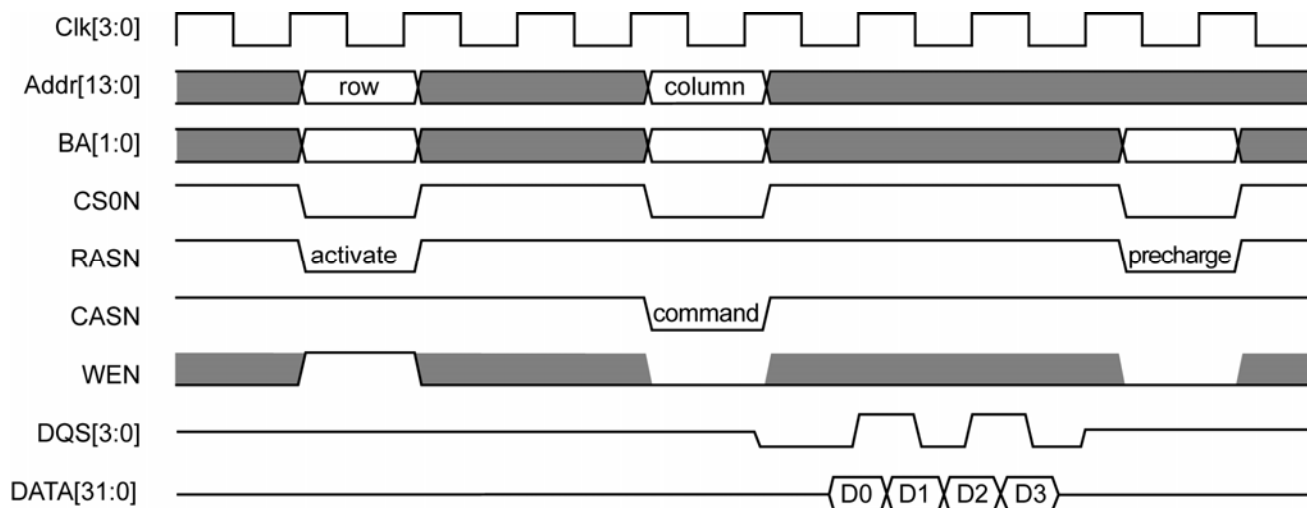 Clk[3:0]
Addr[13:0] row column
BA[1:0]
CS0N
RASN activate precharge
CASN command
WEN
DQS[3:0]
DATA[31:0] D0 D1 D2 D3